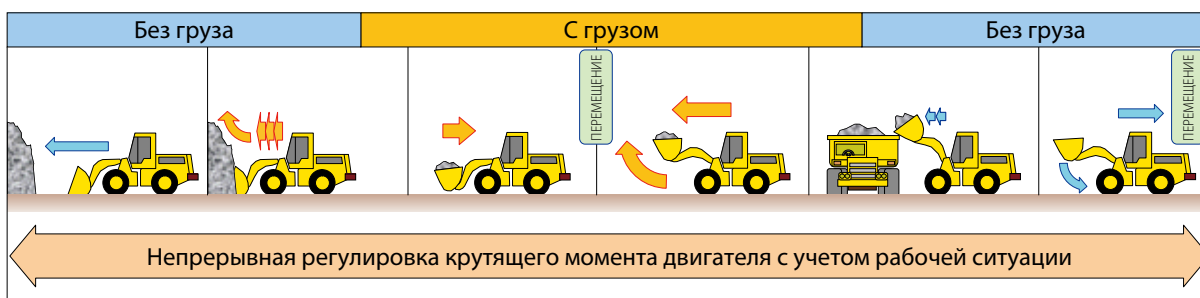 Без груза
С грузом
Без груза
ПЕРЕМЕЩЕНИЕ
ПЕРЕМЕЩЕНИЕ
Непрерывная регулировка крутящего момента двигателя с учетом рабочей ситуации